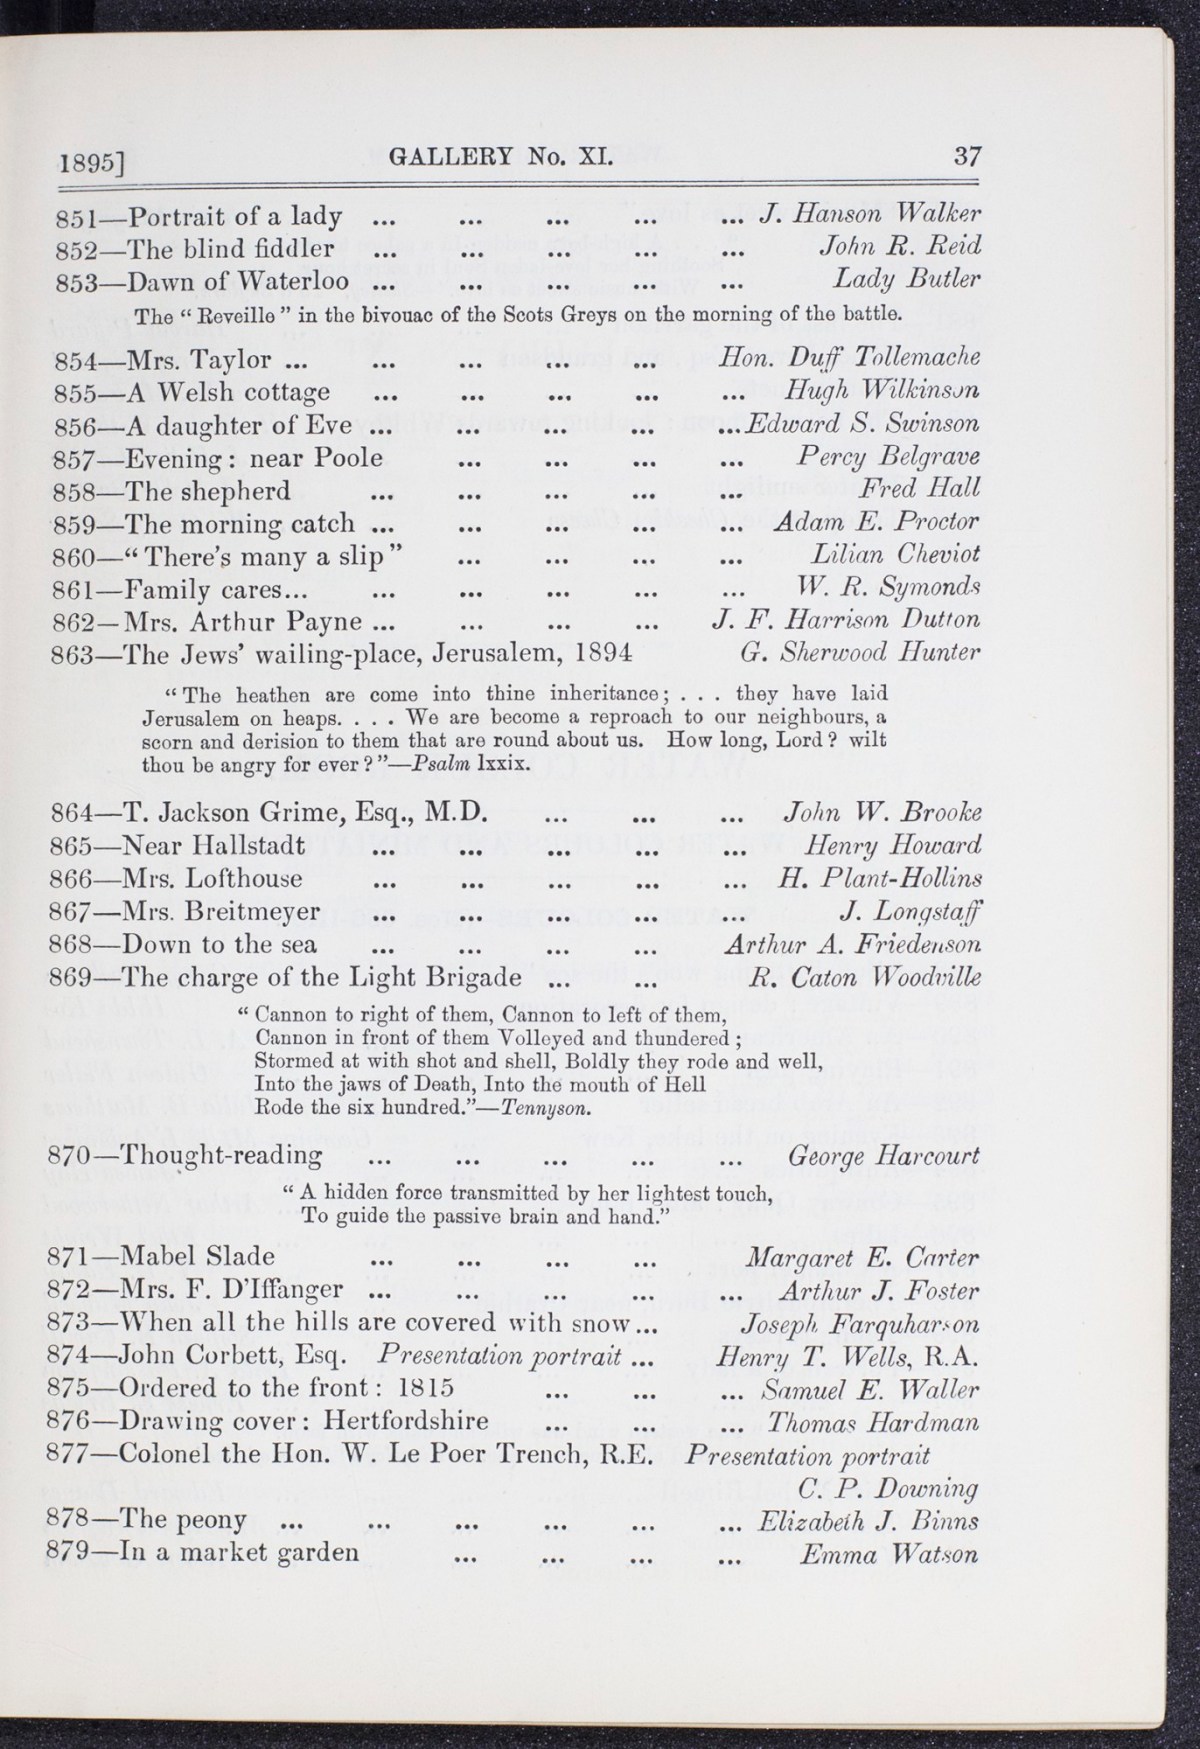 1895] GALLERY No. XI. 37
851—Portrait of a lady ... ... ... ... ... J. Hanson Walker
852—The blind fiddler ... ... ... ... ... John R. Reid
853—Dawn of Waterloo ... ... ... ... ... Lady Butler
The “ Reveille ” in the bivouac of the Scots Greys on the morning of the battle.
854—Mrs. Taylor ... ... ... ... ... Hon. Duff Tollemache
855—A Welsh cottage ... ... ... ... ... Hugh Wilkinson
856—A daughter of Eve ... ... ... ... ... Edward S. Swinson
857—Evening : near Poole ... ... ... ... Percy Belgrave
858—The shepherd ... ... ... ... ... Fred Hall
859—The morning catch ... ... ... ... ... Adam E. Proctor
860—“ There’s many a slip ” ... ... ... ... Lilian Cheviot
861—Family cares... ... ... ... ... ... W. R. Symonds
862—Mrs. Arthur Payne ... ... ... ... J. F. Harrison Dutton
863—The Jews’ wailing-place, Jerusalem, 1894 G. Sherwood Hunter
“ The heathen are come into thine inheritance; . . . they have laid
Jerusalem on heaps. . . . We are become a reproach to our neighbours, a
scorn and derision to them that are round about us. How long, Lord ? wilt
thou be angry for ever ? ”—Psalm lxxix.
864—T. Jackson Grime, Esq., M.D. ... ... ... John W. Brooke
865—Near Hallstadt ... ... ... ... ... Henry Howard
866—Mrs. Lofthouse ... ... ... ... ... H. Plant-Hollins
867—Mrs. Breitmeyer ... ... ... ... ... J. Longstaff
868—Down to the sea ... ... ... ... Arthur A. Friedenson
869—The charge of the Light Brigade ... ... R. Caton Woodville
“ Cannon to right of them, Cannon to left of them,
Cannon in front of them Volleyed and thundered ;
Stormed at with shot and shell, Boldly they rode and well,
Into the jaws of Death, Into the mouth of Hell
Rode the six hundred.”—Tennyson.
870—Thought-reading ... ... ... ... ... George Harcourt
“ A hidden force transmitted by her lightest touch,
To guide the passive brain and hand.”
871—Mabel Slade ... ... ... ... Margaret E. Carter
872—Mrs. F. D’Iffanger ... ... ... ... ... Arthur J. Foster
873—When all the hills are covered with snow... Joseph Farquharson
874—John Corbett, Esq. Presentation portrait ... Henry T. Wells, R.A.
875—Ordered to the front : 1815 ... ... ... Samuel E. Waller
876—Drawing cover : Hertfordshire ... ... ... Thomas Hardman
877—Colonel the Hon. W. Le Poer Trench, R.E. Presentation portrait
C. P. Downing
878—The peony ... ... ... ... ... ... Elizabeth J. Binns
879—In a market garden ... ... ... ... Emma Watson